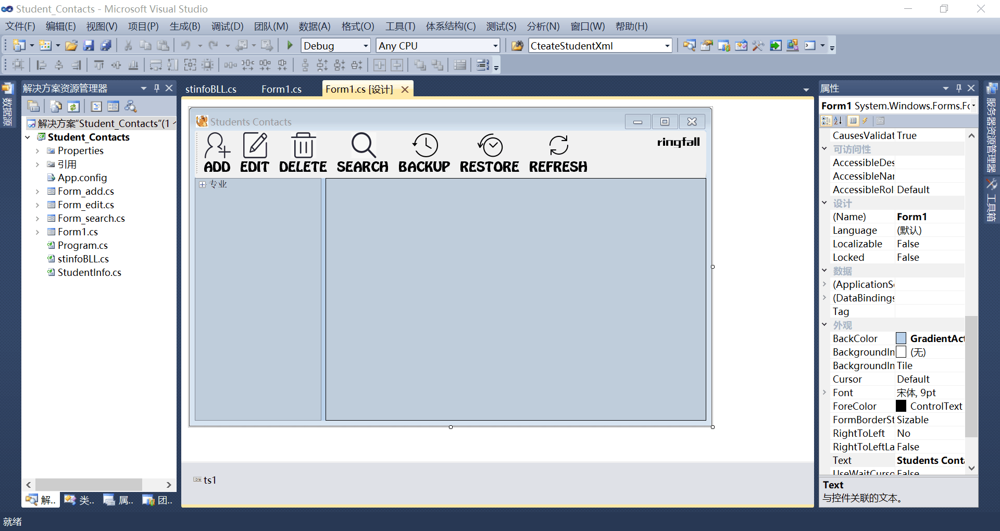 Student_Contacts - Microsoft Visual Studio
文件(F) 编辑(E) 视图(V) 项目(P) 生成(B) 调试(D) 团队(M) 数据(A) 格式(O) 工具(T) 体系结构(C) 测试(S) 分析(N) 窗口(W) 帮助(H)
Debug Any CPU CteateStudentXml
数据源
解决方案资源管理器
解决方案“Student_Contacts”(1
Student_Contacts
Properties
引用
App.config
Form_add.cs
Form_edit.cs
Form_search.cs
Form1.cs
Program.cs
stinfoBLL.cs
StudentInfo.cs
解.. 类.. 属.. 团..
stinfoBLL.cs Form1.cs Form1.cs [设计]
Students Contacts
ADD EDIT DELETE SEARCH BACKUP RESTORE REFRESH
ringfall
专业
ts1
属性
Form1 System.Windows.Forms.Fo
CausesValidat True
可访问性
AccessibleDes
AccessibleNar
AccessibleRol Default
设计
(Name) Form1
Language (默认)
Localizable False
Locked False
数据
(ApplicationSe
(DataBindings
Tag
外观
BackColor GradientAct
BackgroundIn (无)
BackgroundIn Tile
Cursor Default
Font 宋体, 9pt
ForeColor ControlText
FormBorderSt Sizable
RightToLeft No
RightToLeftLa False
Text Students Conta
UseWaitCurso False
Text
与控件关联的文本。
服务器资源管理器
工具箱
就绪